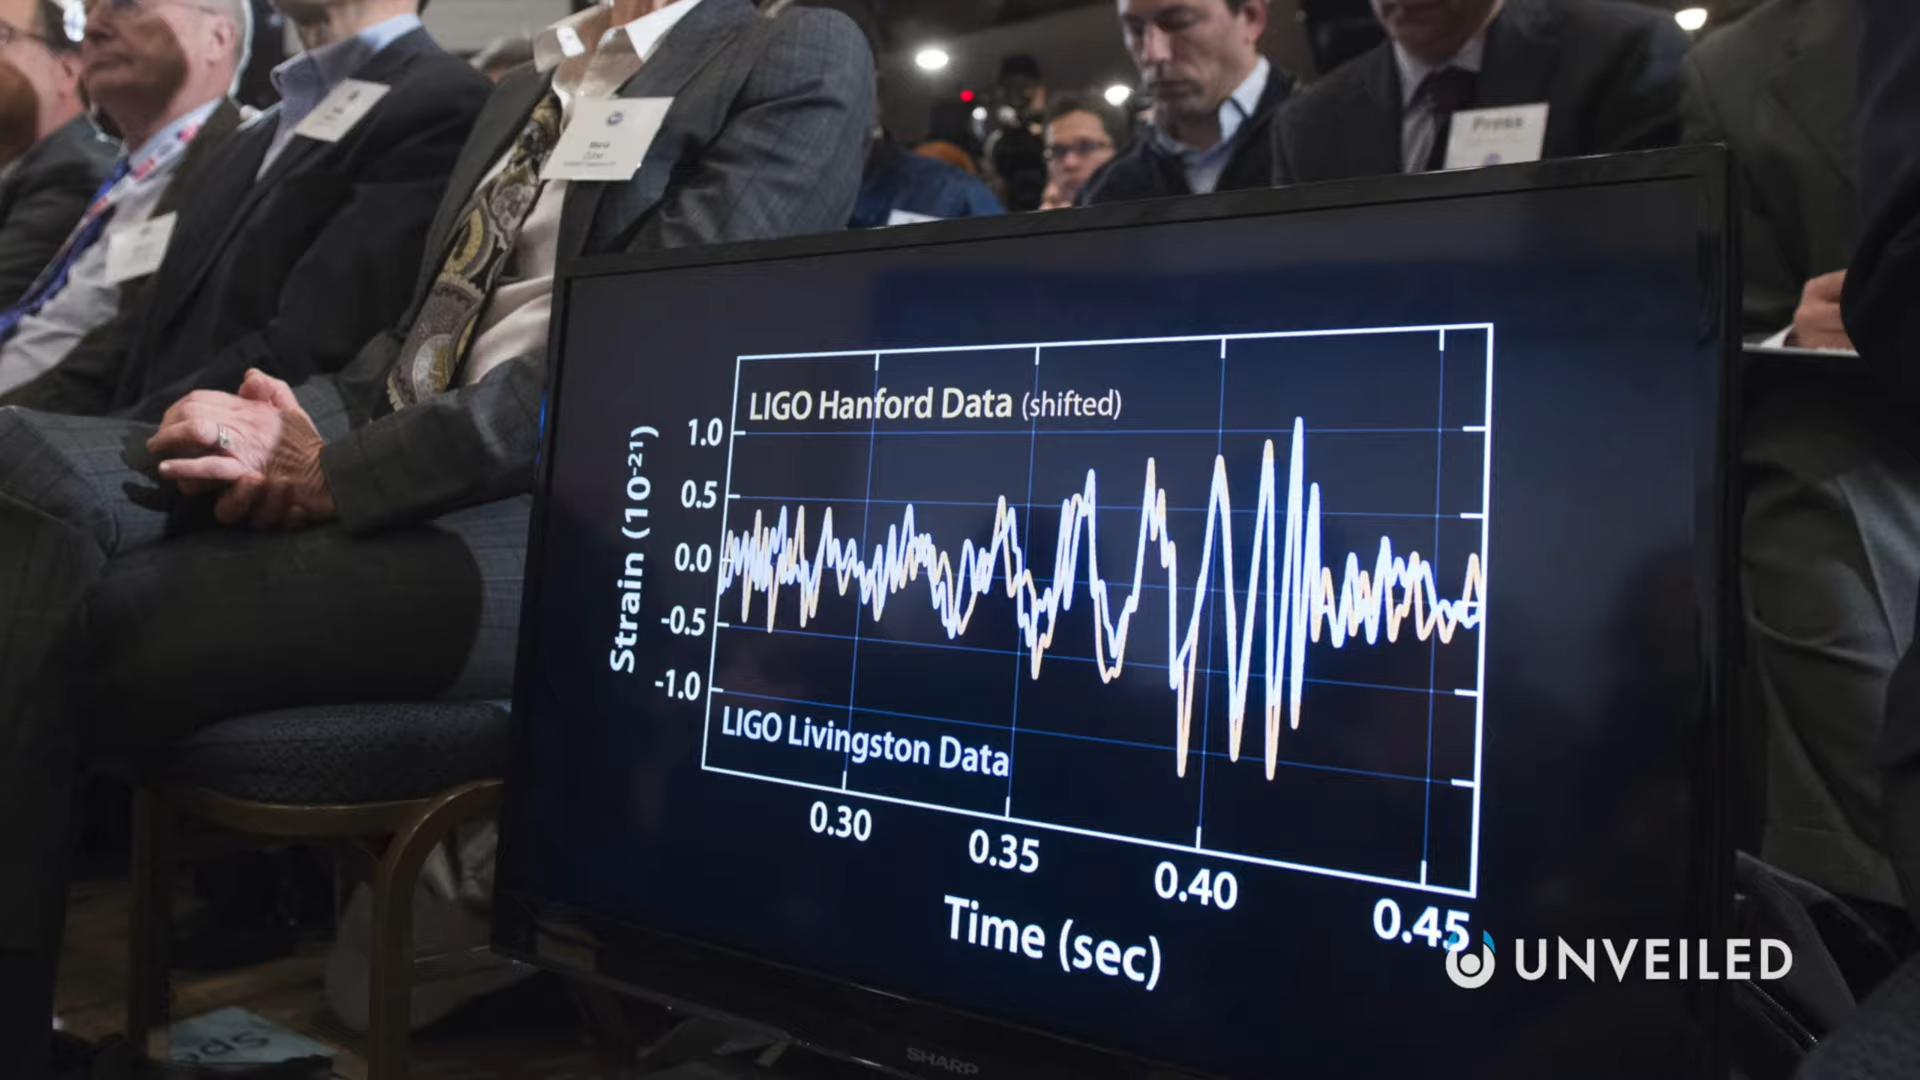 Press
LIGO Hanford Data (shifted)
1.0
0.5
0.0
-0.5
-1.0
Strain (10⁻²¹)
LIGO Livingston Data
0.30
0.35
0.40
0.45
Time (sec)
UNVEILED
SHARP